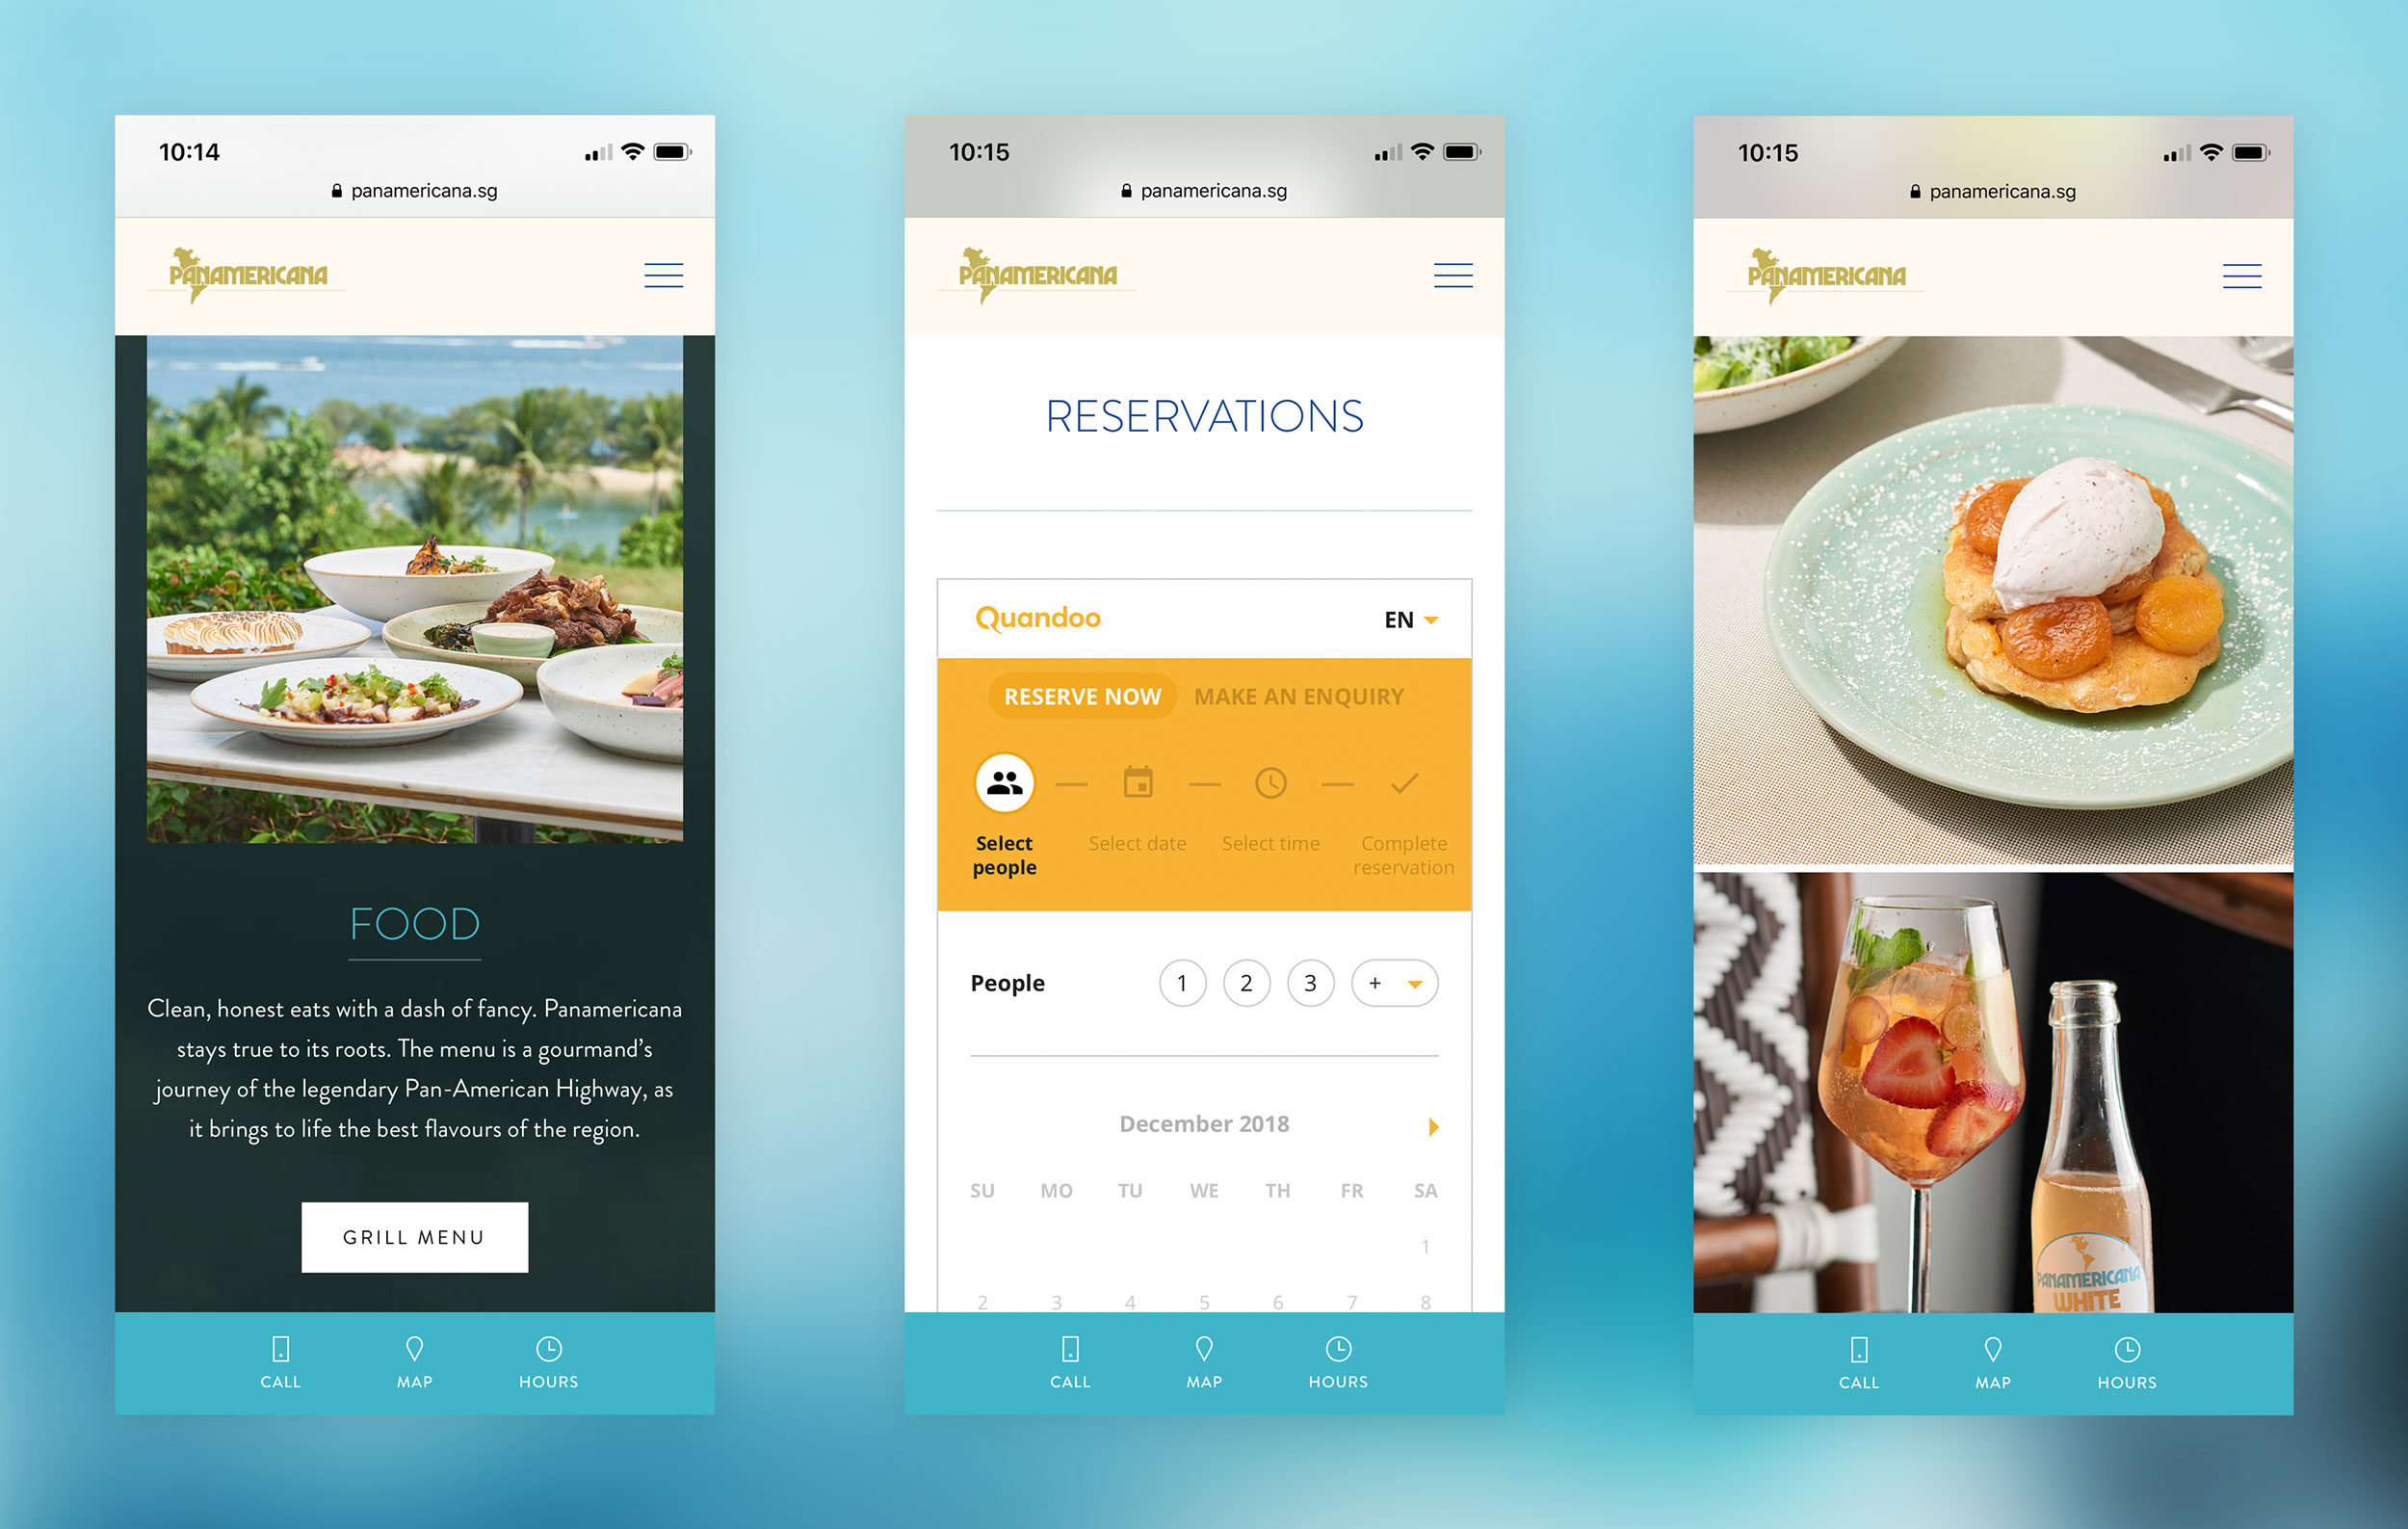 10:14
panamericana.sg
PANAMERICANA
FOOD
Clean, honest eats with a dash of fancy. Panamericana
stays true to its roots. The menu is a gourmand's
journey of the legendary Pan-American Highway, as
it brings to life the best flavours of the region.
GRILL MENU
CALL MAP HOURS
10:15
panamericana.sg
PANAMERICANA
RESERVATIONS
Quandoo EN
RESERVE NOW MAKE AN ENQUIRY
Select Select date Select time Complete
people reservation
People 1 2 3 +
December 2018
SU MO TU WE TH FR SA
1
2 3 4 5 6 7 8
CALL MAP HOURS
10:15
panamericana.sg
PANAMERICANA
PANAMERICANA
WHITE
CALL MAP HOURS